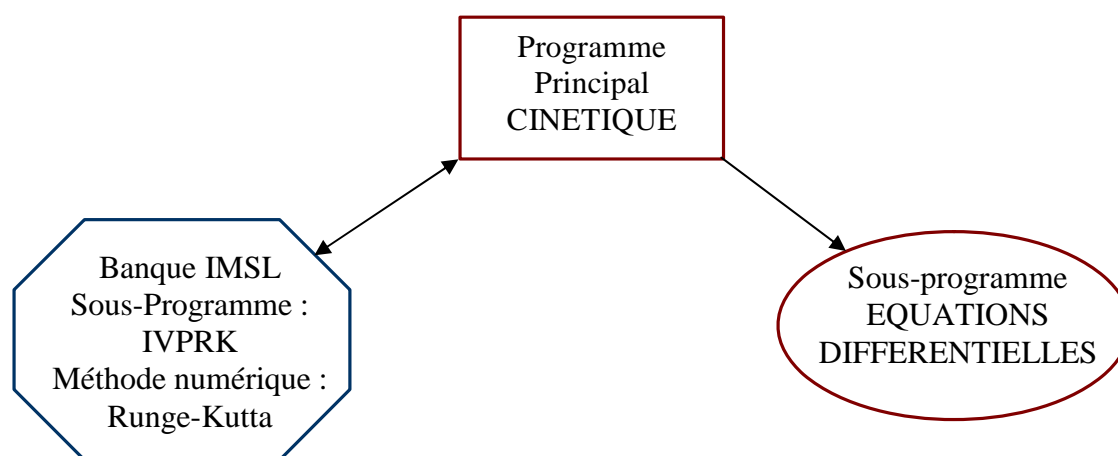 Programme
Principal
CINETIQUE
Banque IMSL
Sous-Programme :
IVPRK
Méthode numérique :
Runge-Kutta
Sous-programme
EQUATIONS
DIFFERENTIELLES